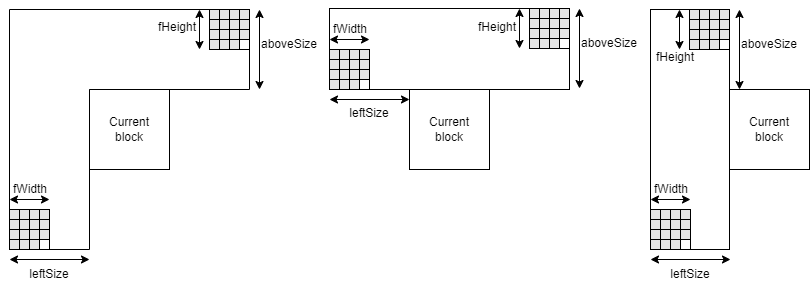 fHeight
aboveSize
Current
block
fWidth
leftSize
fWidth
fHeight
aboveSize
leftSize
Current
block
fHeight
aboveSize
Current
block
fWidth
leftSize